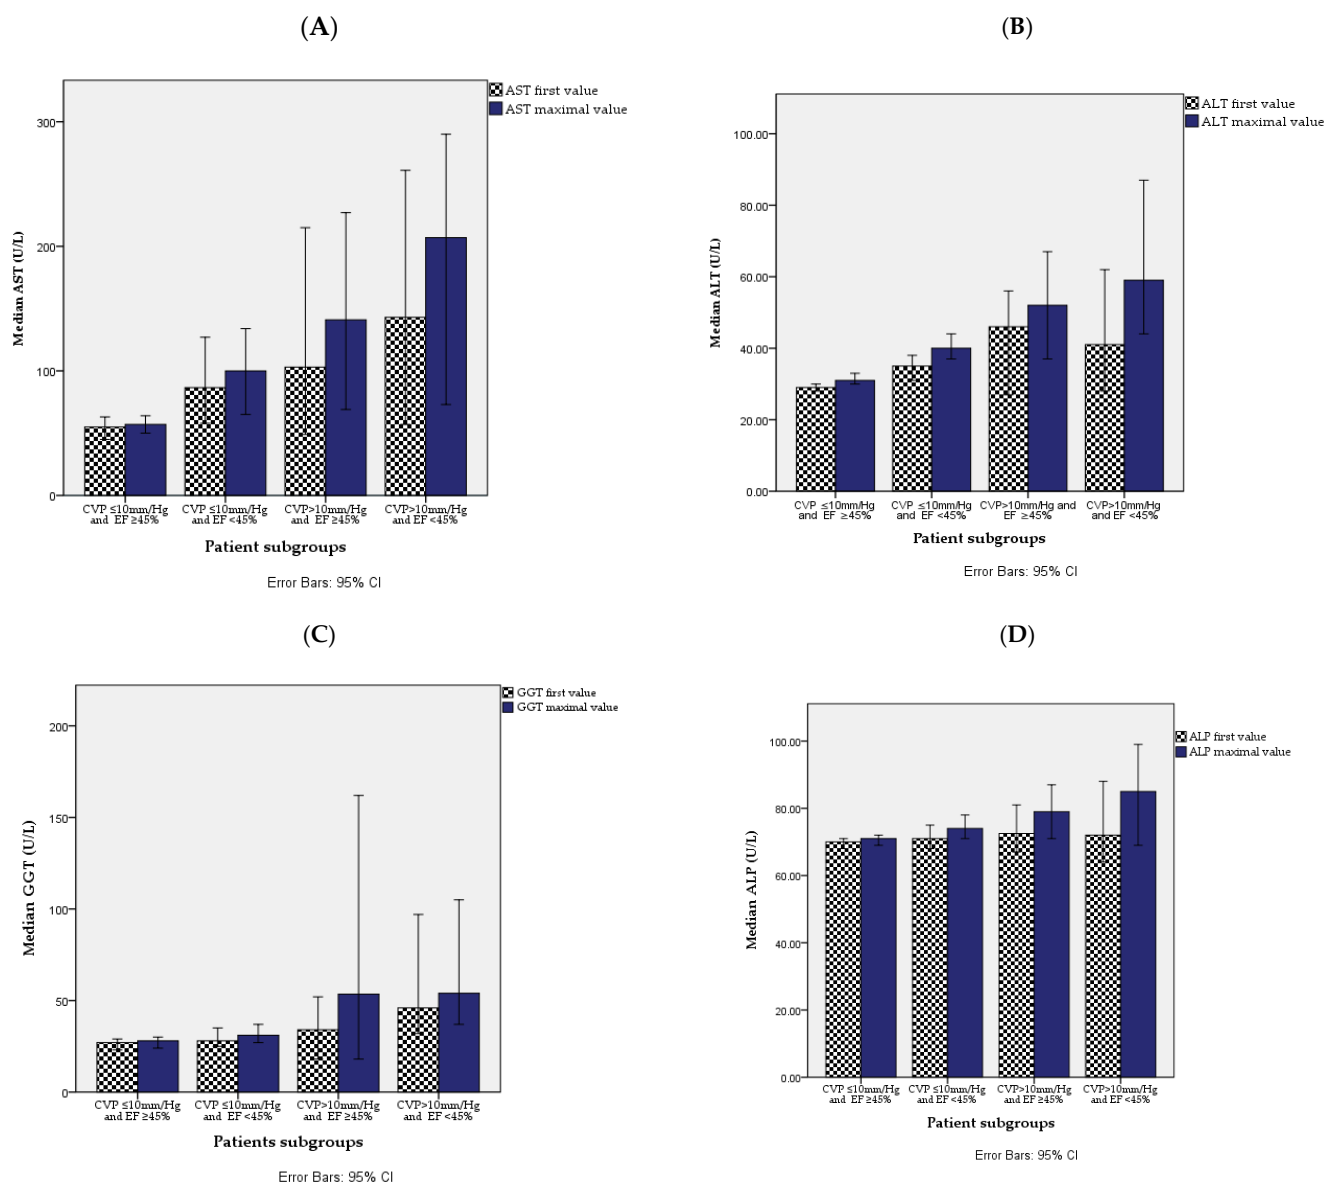 (A)
AST first value
AST maximal value
300
200
100
0
Median AST (U/L)
CVP ≤10mm/Hg and EF ≥45%
CVP ≤10mm/Hg and EF <45%
CVP>10mm/Hg and EF ≥45%
CVP>10mm/Hg and EF <45%
Patient subgroups
Error Bars: 95% CI
(B)
ALT first value
ALT maximal value
100.00
80.00
60.00
40.00
20.00
0.00
Median ALT (U/L)
CVP ≤10mm/Hg and EF ≥45%
CVP ≤10mm/Hg and EF <45%
CVP>10mm/Hg and EF ≥45%
CVP>10mm/Hg and EF <45%
Patient subgroups
Error Bars: 95% CI
(C)
GGT first value
GGT maximal value
200
150
100
50
0
Median GGT (U/L)
CVP ≤10mm/Hg and EF ≥45%
CVP ≤10mm/Hg and EF <45%
CVP>10mm/Hg and EF ≥45%
CVP>10mm/Hg and EF <45%
Patients subgroups
Error Bars: 95% CI
(D)
ALP first value
ALP maximal value
100.00
80.00
60.00
40.00
20.00
0.00
Median ALP (U/L)
CVP ≤10mm/Hg and EF ≥45%
CVP ≤10mm/Hg and EF <45%
CVP>10mm/Hg and EF ≥45%
CVP>10mm/Hg and EF <45%
Patient subgroups
Error Bars: 95% CI